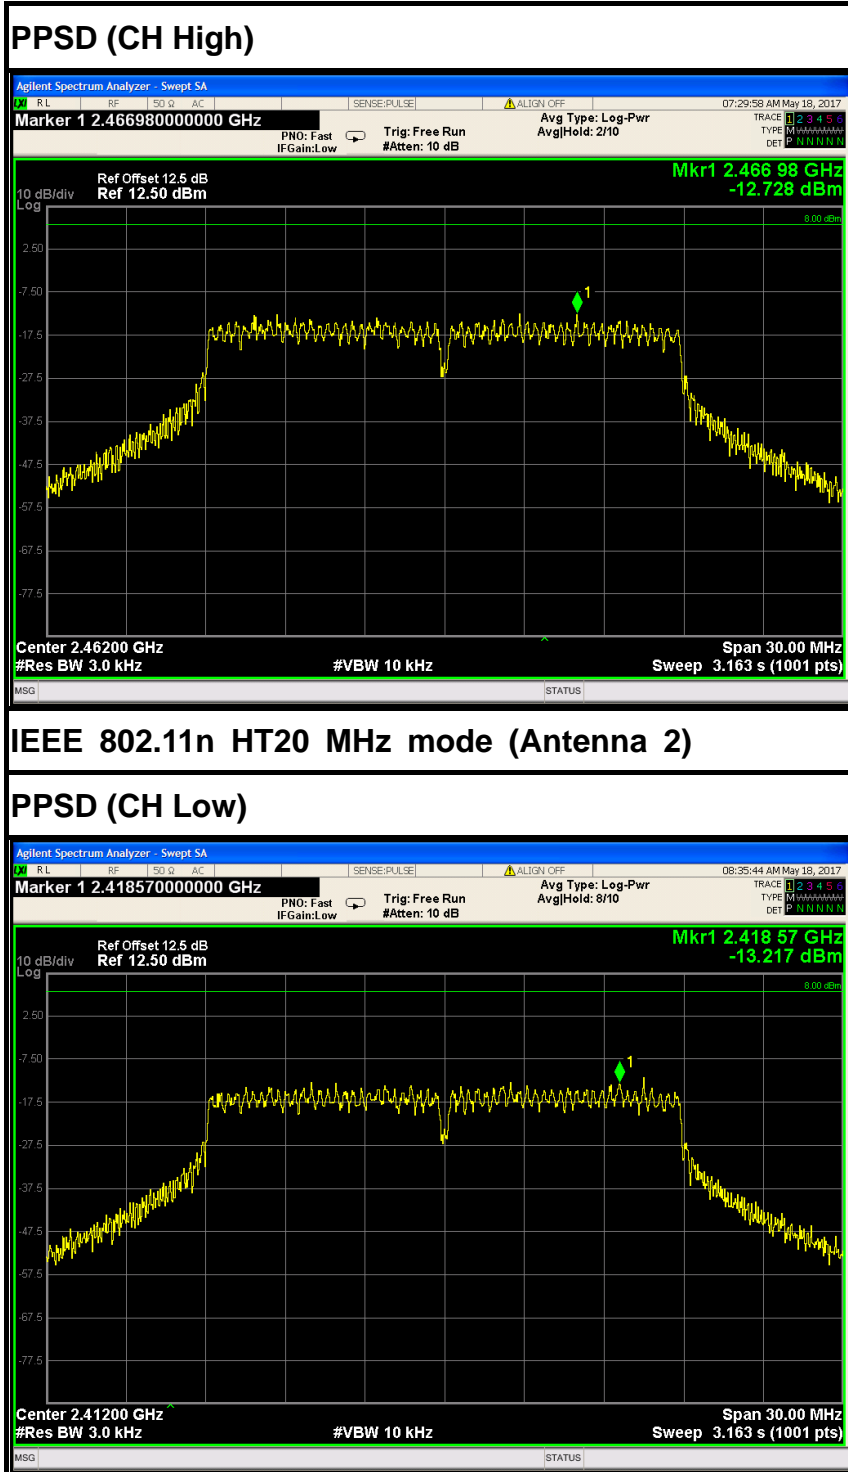 PPSD (CH High)
Agilent Spectrum Analyzer - Swept SA
LXI RL RF 50 Ω AC SENSE:PULSE ALIGN OFF 07:29:58 AM May 18, 2017
Marker 1 2.466980000000 GHz
PNO: Fast
IFGain:Low
Trig: Free Run
#Atten: 10 dB
Avg Type: Log-Pwr
Avg|Hold: 2/10
TRACE 1 2 3 4 5 6
TYPE M
DET P N N N N N
Mkr1 2.466 98 GHz
-12.728 dBm
Ref Offset 12.5 dB
10 dB/div Ref 12.50 dBm
Log
8.00 dBm
2.50
-7.50
1
-17.5
-27.5
-37.5
-47.5
-57.5
-67.5
-77.5
Center 2.46200 GHz Span 30.00 MHz
#Res BW 3.0 kHz #VBW 10 kHz Sweep 3.163 s (1001 pts)
MSG STATUS
IEEE 802.11n HT20 MHz mode (Antenna 2)
PPSD (CH Low)
Agilent Spectrum Analyzer - Swept SA
LXI RL RF 50 Ω AC SENSE:PULSE ALIGN OFF 08:35:44 AM May 18, 2017
Marker 1 2.418570000000 GHz
PNO: Fast
IFGain:Low
Trig: Free Run
#Atten: 10 dB
Avg Type: Log-Pwr
Avg|Hold: 8/10
TRACE 1 2 3 4 5 6
TYPE M
DET P N N N N N
Mkr1 2.418 57 GHz
-13.217 dBm
Ref Offset 12.5 dB
10 dB/div Ref 12.50 dBm
Log
8.00 dBm
2.50
-7.50
1
-17.5
-27.5
-37.5
-47.5
-57.5
-67.5
-77.5
Center 2.41200 GHz Span 30.00 MHz
#Res BW 3.0 kHz #VBW 10 kHz Sweep 3.163 s (1001 pts)
MSG STATUS